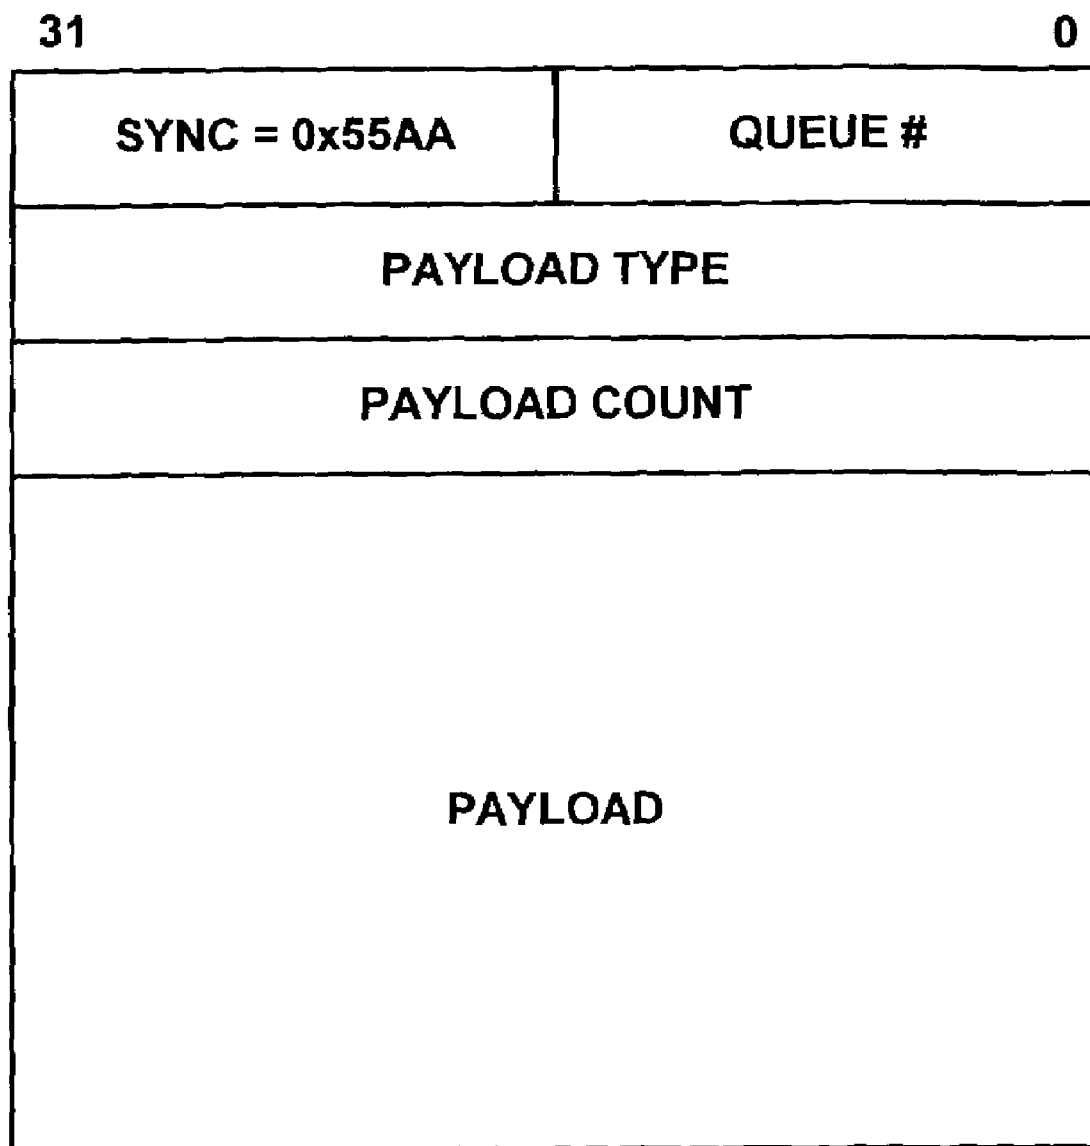 31 0
SYNC = 0x55AA QUEUE #
PAYLOAD TYPE
PAYLOAD COUNT
PAYLOAD